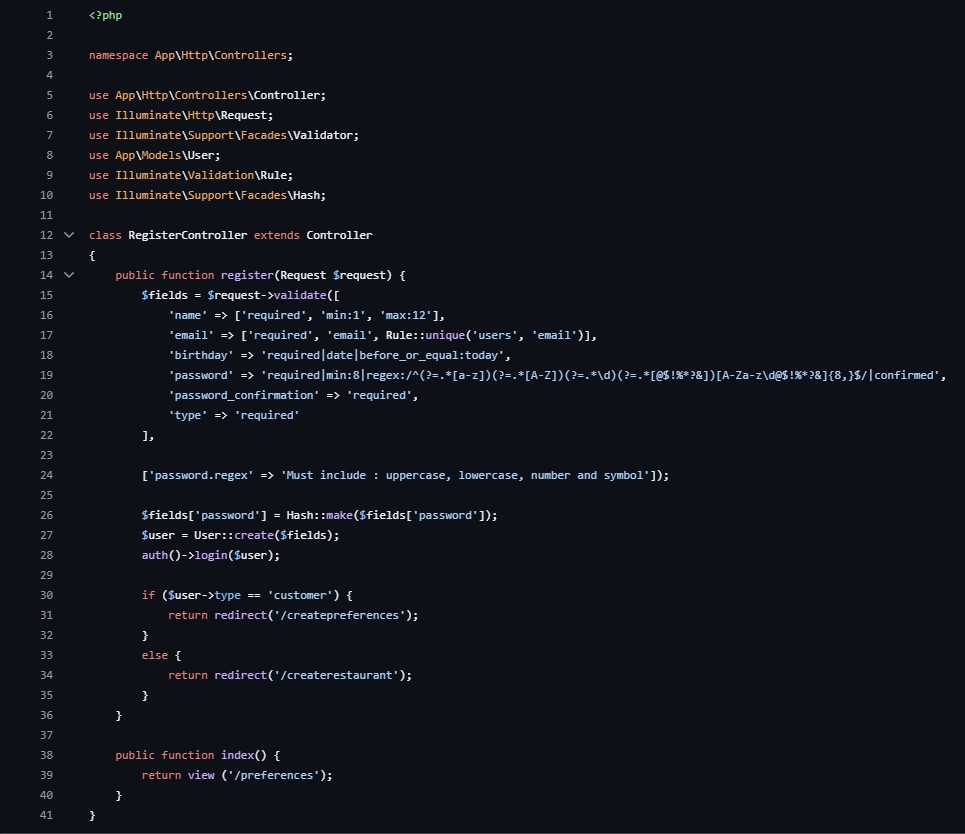 1 <?php
2
3 namespace App\Http\Controllers;
4
5 use App\Http\Controllers\Controller;
6 use Illuminate\Http\Request;
7 use Illuminate\Support\Facades\Validator;
8 use App\Models\User;
9 use Illuminate\Validation\Rule;
10 use Illuminate\Support\Facades\Hash;
11
12 class RegisterController extends Controller
13 {
14     public function register(Request $request) {
15         $fields = $request->validate([
16             'name' => ['required', 'min:1', 'max:12'],
17             'email' => ['required', 'email', Rule::unique('users', 'email')],
18             'birthday' => 'required|date|before_or_equal:today',
19             'password' => 'required|min:8|regex:/^(?=.*[a-z])(?=.*[A-Z])(?=.*\d)(?=.*[@$!%*?&])[A-Za-z\d@$!%*?&]{8,}$/|confirmed',
20             'password_confirmation' => 'required',
21             'type' => 'required'
22         ],
23
24         ['password.regex' => 'Must include : uppercase, lowercase, number and symbol']);
25
26         $fields['password'] = Hash::make($fields['password']);
27         $user = User::create($fields);
28         auth()->login($user);
29
30         if ($user->type == 'customer') {
31             return redirect('/createpreferences');
32         }
33         else {
34             return redirect('/createrestaurant');
35         }
36     }
37
38     public function index() {
39         return view ('/preferences');
40     }
41 }